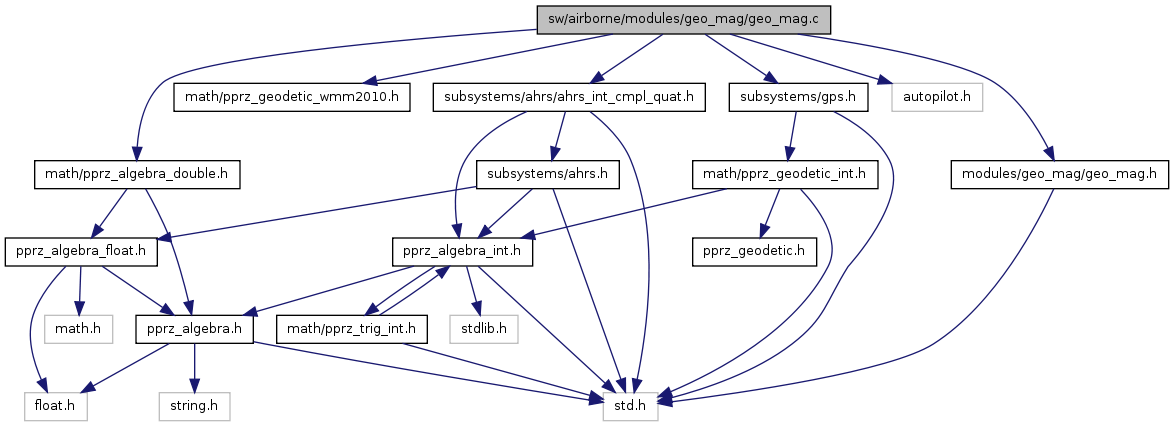 sw/airborne/modules/geo_mag/geo_mag.c
math/pprz_geodetic_wmm2010.h
subsystems/ahrs/ahrs_int_cmpl_quat.h
subsystems/gps.h
autopilot.h
math/pprz_algebra_double.h
subsystems/ahrs.h
math/pprz_geodetic_int.h
modules/geo_mag/geo_mag.h
pprz_algebra_float.h
pprz_algebra_int.h
pprz_geodetic.h
math.h
pprz_algebra.h
math/pprz_trig_int.h
stdlib.h
float.h
string.h
std.h